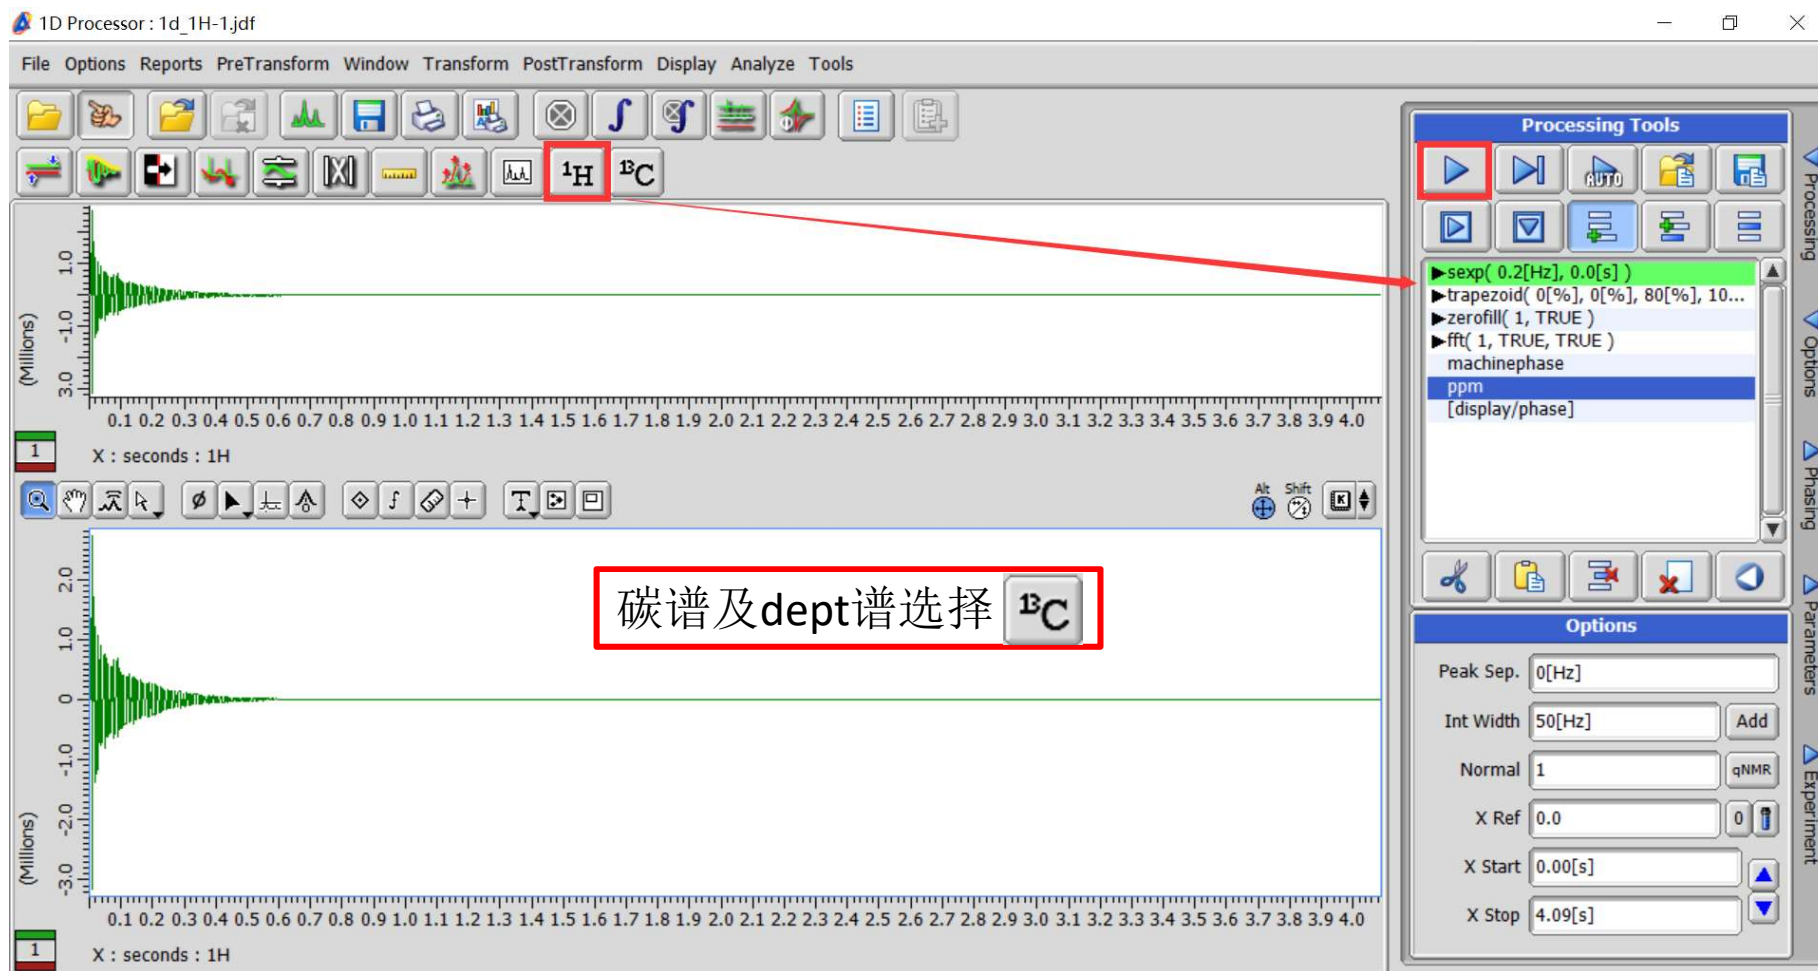 1D Processor : 1d_1H-1.jdf
File Options Reports PreTransform Window Transform PostTransform Display Analyze Tools
¹H ¹³C
Processing Tools
AUTO
sexp( 0.2[Hz], 0.0[s] )
trapezoid( 0[%], 0[%], 80[%], 10...
zerofill( 1, TRUE )
fft( 1, TRUE, TRUE )
machinephase
ppm
[display/phase]
Processing
Options
Phasing
Parameters
Experiment
(Millions)
1.0
-1.0
3.0
0.1 0.2 0.3 0.4 0.5 0.6 0.7 0.8 0.9 1.0 1.1 1.2 1.3 1.4 1.5 1.6 1.7 1.8 1.9 2.0 2.1 2.2 2.3 2.4 2.5 2.6 2.7 2.8 2.9 3.0 3.1 3.2 3.3 3.4 3.5 3.6 3.7 3.8 3.9 4.0
1
X : seconds : 1H
Alt Shift
K
碳谱及dept谱选择 ¹³C
(Millions)
2.0
1.0
0
-1.0
-2.0
-3.0
0.1 0.2 0.3 0.4 0.5 0.6 0.7 0.8 0.9 1.0 1.1 1.2 1.3 1.4 1.5 1.6 1.7 1.8 1.9 2.0 2.1 2.2 2.3 2.4 2.5 2.6 2.7 2.8 2.9 3.0 3.1 3.2 3.3 3.4 3.5 3.6 3.7 3.8 3.9 4.0
1
X : seconds : 1H
Options
Peak Sep. 0[Hz]
Int Width 50[Hz] Add
Normal 1 qNMR
X Ref 0.0 0
X Start 0.00[s]
X Stop 4.09[s]